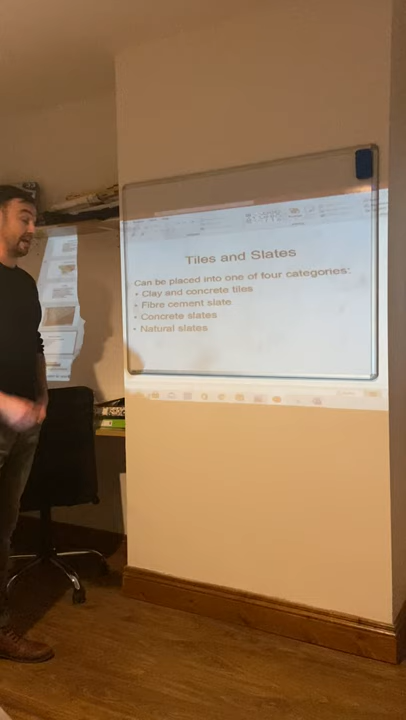 Tiles and Slates
Can be placed into one of four categories:
• Clay and concrete tiles
• Fibre cement slate
• Concrete slates
• Natural slates